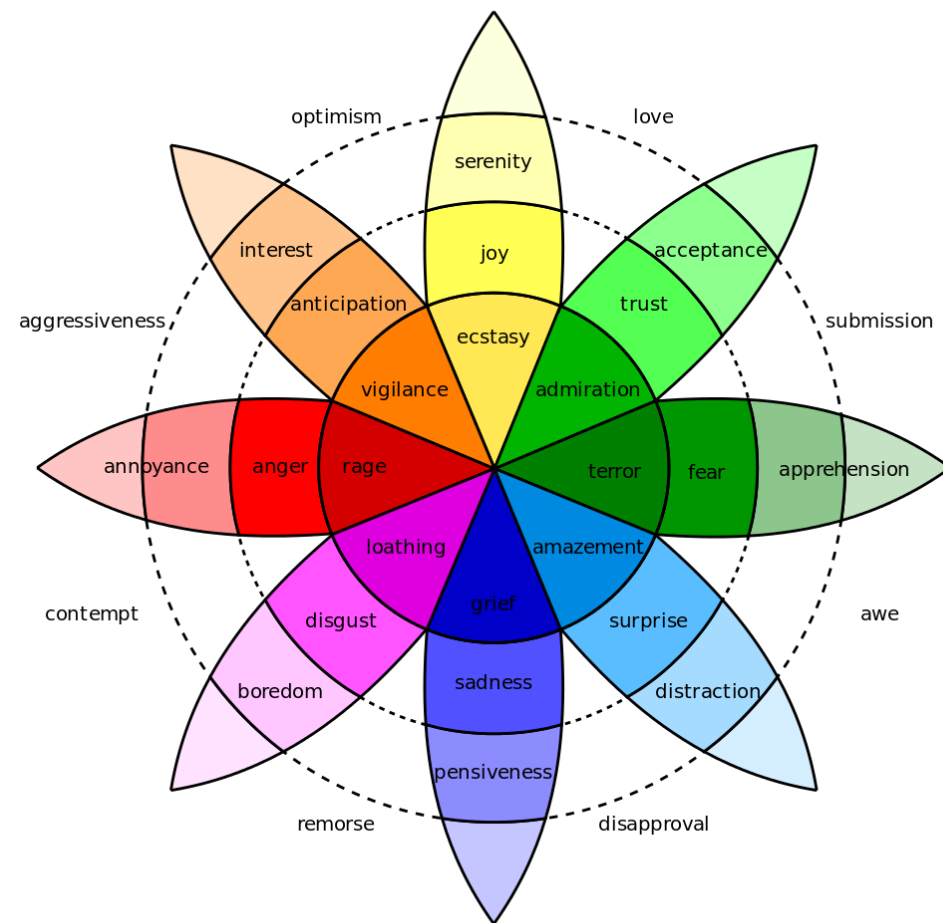 optimism
love
serenity
interest
acceptance
joy
anticipation
trust
aggressiveness
submission
ecstasy
vigilance
admiration
annoyance
anger
rage
terror
fear
apprehension
loathing
amazement
grief
contempt
disgust
surprise
awe
boredom
sadness
distraction
pensiveness
remorse
disapproval